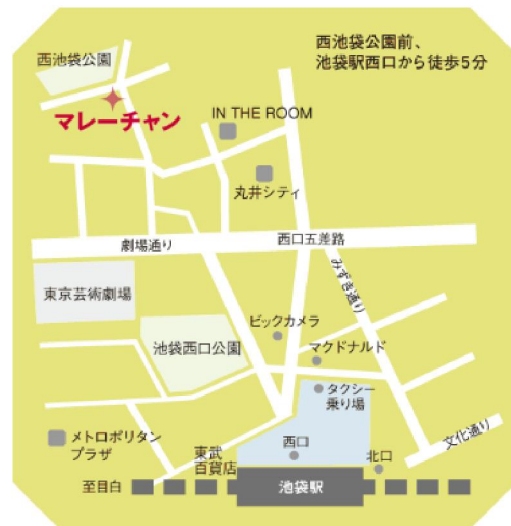 西池袋公園前、
池袋駅西口から徒歩5分
西池袋公園
マレーチャン
IN THE ROOM
丸井シティ
劇場通り
西口五差路
みずき通り
東京芸術劇場
池袋西口公園
ビックカメラ
マクドナルド
タクシー
乗り場
メトロポリタン
プラザ
東武
百貨店
西口
北口
文化通り
至目白
池袋駅